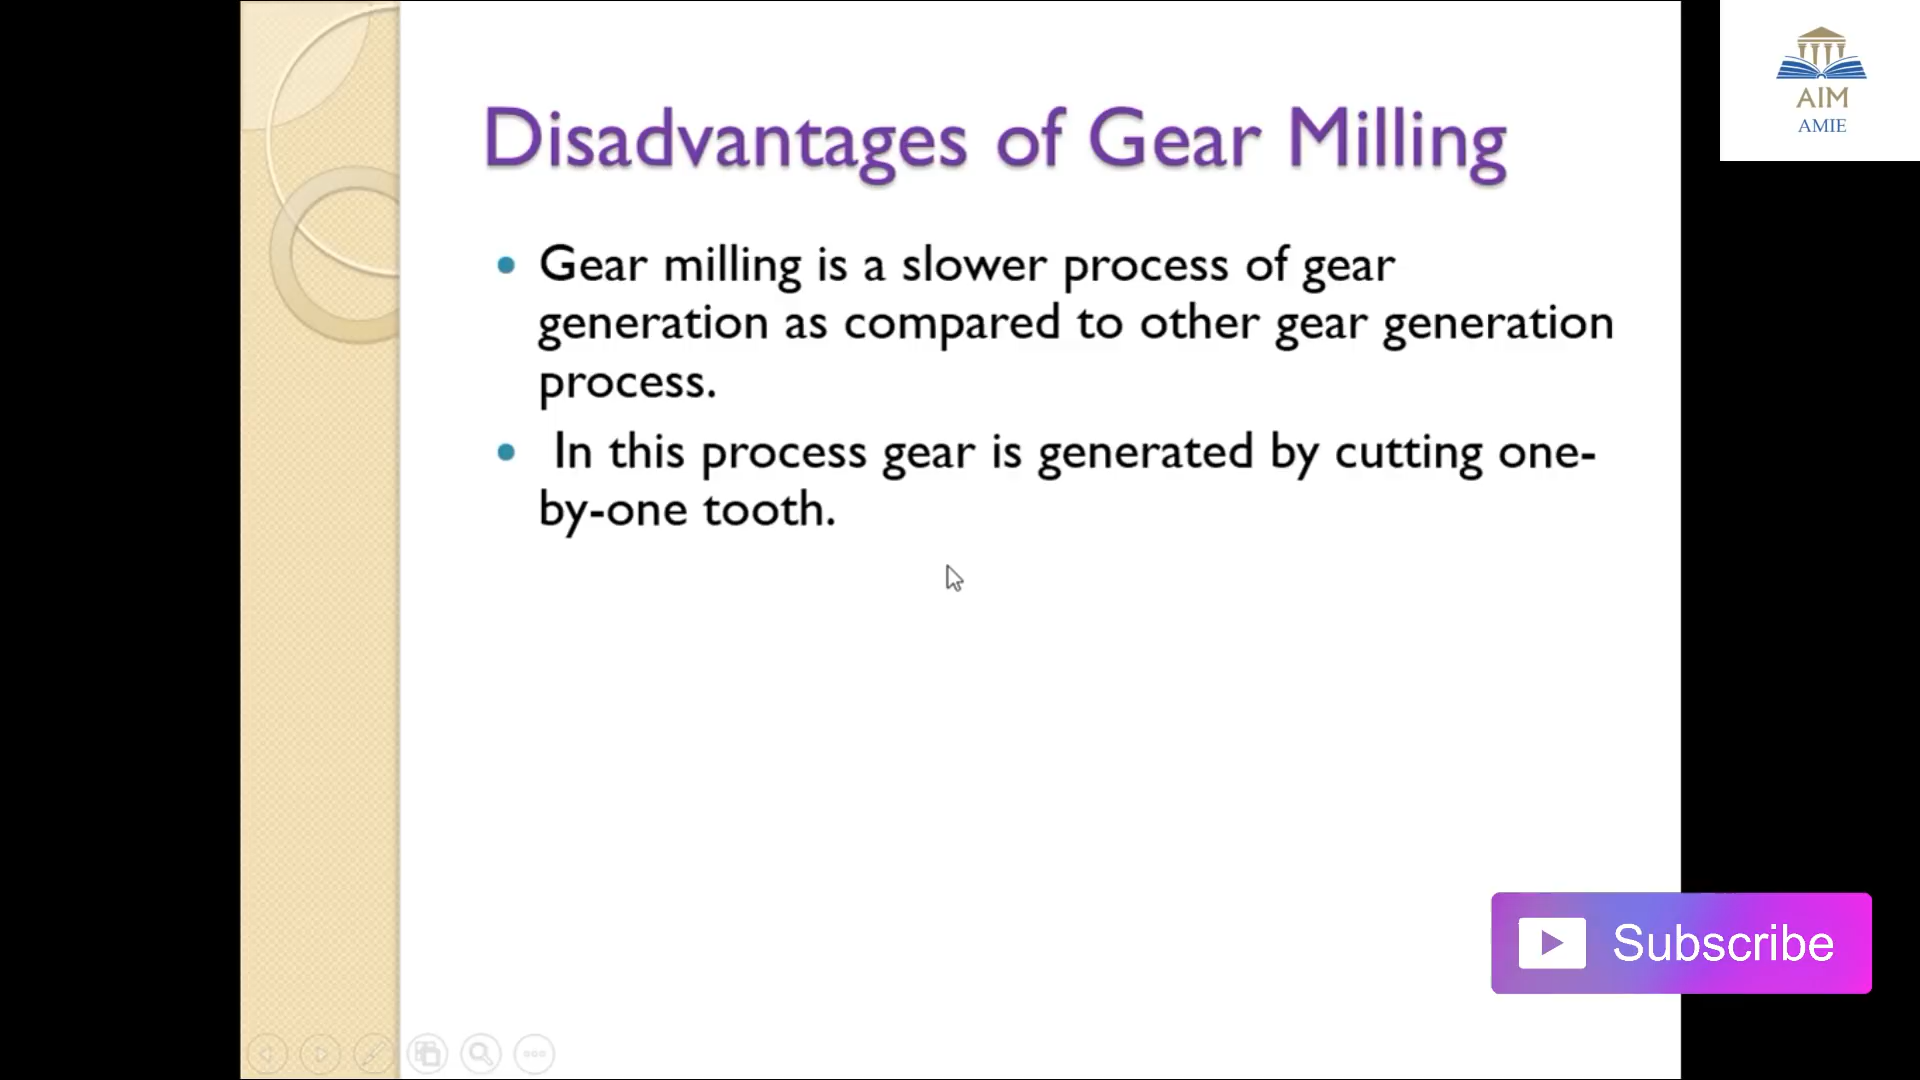 AIM
AMIE
Disadvantages of Gear Milling
• Gear milling is a slower process of gear
generation as compared to other gear generation
process.
• In this process gear is generated by cutting one-
by-one tooth.
Subscribe